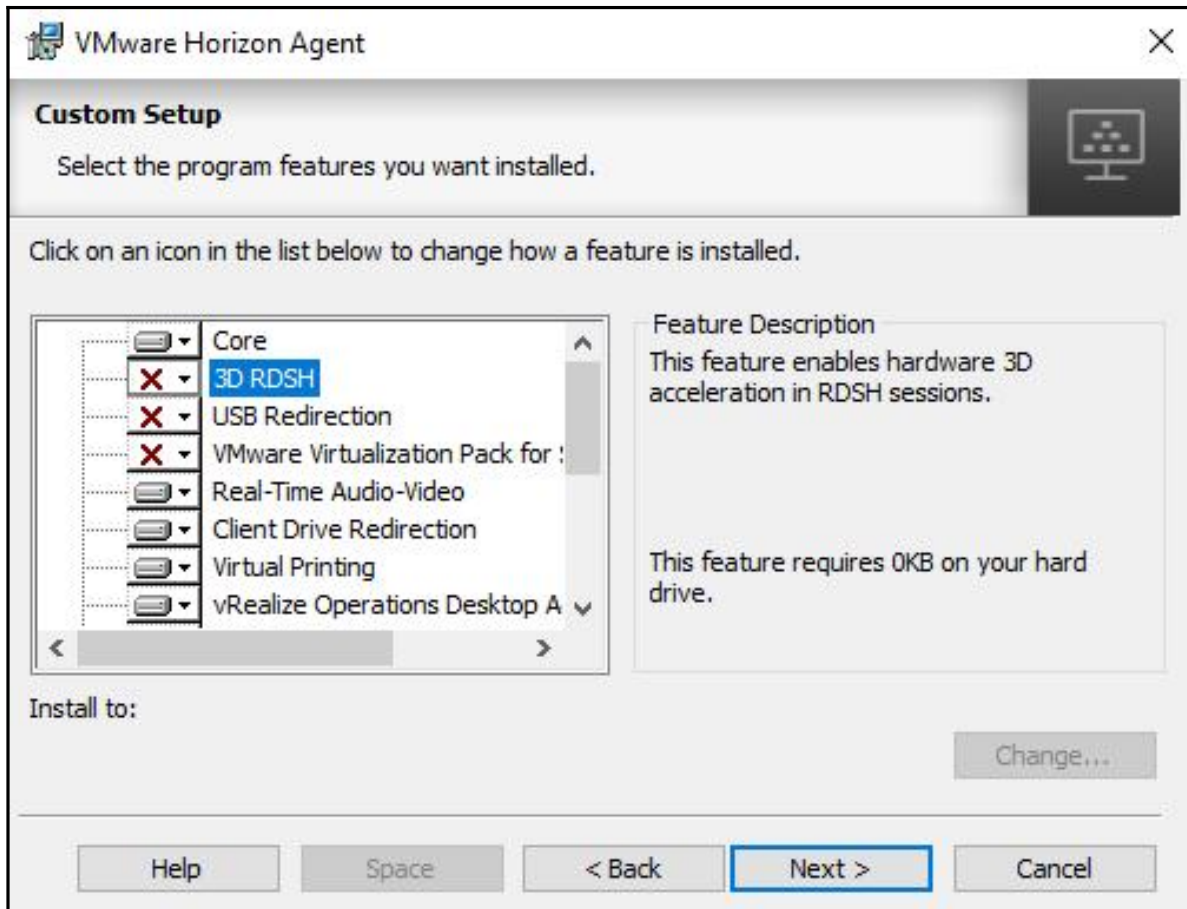 VMware Horizon Agent
Custom Setup
Select the program features you want installed.
Click on an icon in the list below to change how a feature is installed.
Core
3D RDSH
USB Redirection
VMware Virtualization Pack for
Real-Time Audio-Video
Client Drive Redirection
Virtual Printing
vRealize Operations Desktop A
Feature Description
This feature enables hardware 3D
acceleration in RDSH sessions.
This feature requires 0KB on your hard
drive.
Install to:
Change...
Help
Space
< Back
Next >
Cancel